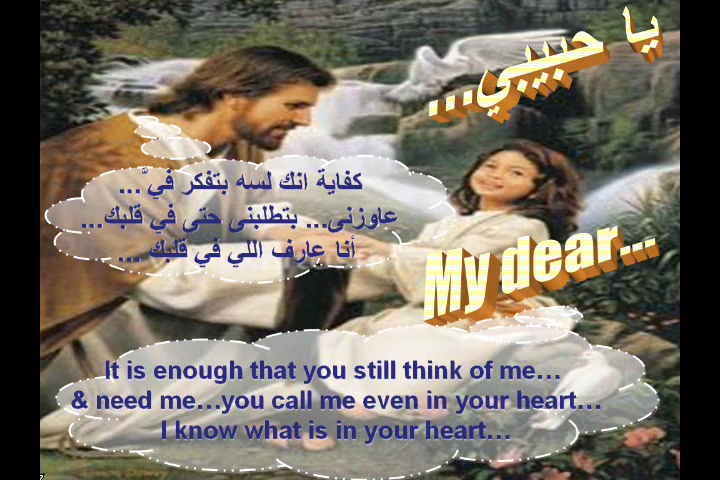 يا حبيبي...
كفاية انك لسه بتفكر فيَّ ...
عاوزنى... بتطلبنى حتى في قلبك...
أنا عارف اللي في قلبك ...
My dear...
It is enough that you still think of me…
& need me…you call me even in your heart…
I know what is in your heart…